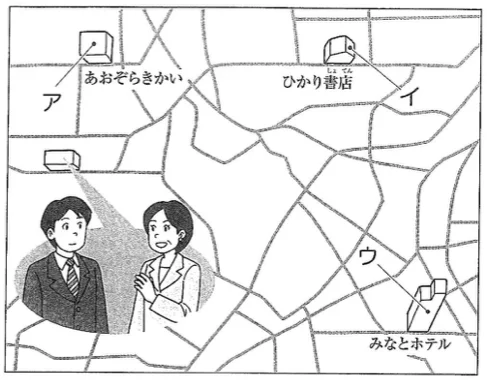 あおぞらきかい
ア
しょてん
ひかり書店
イ
ウ
みなとホテル